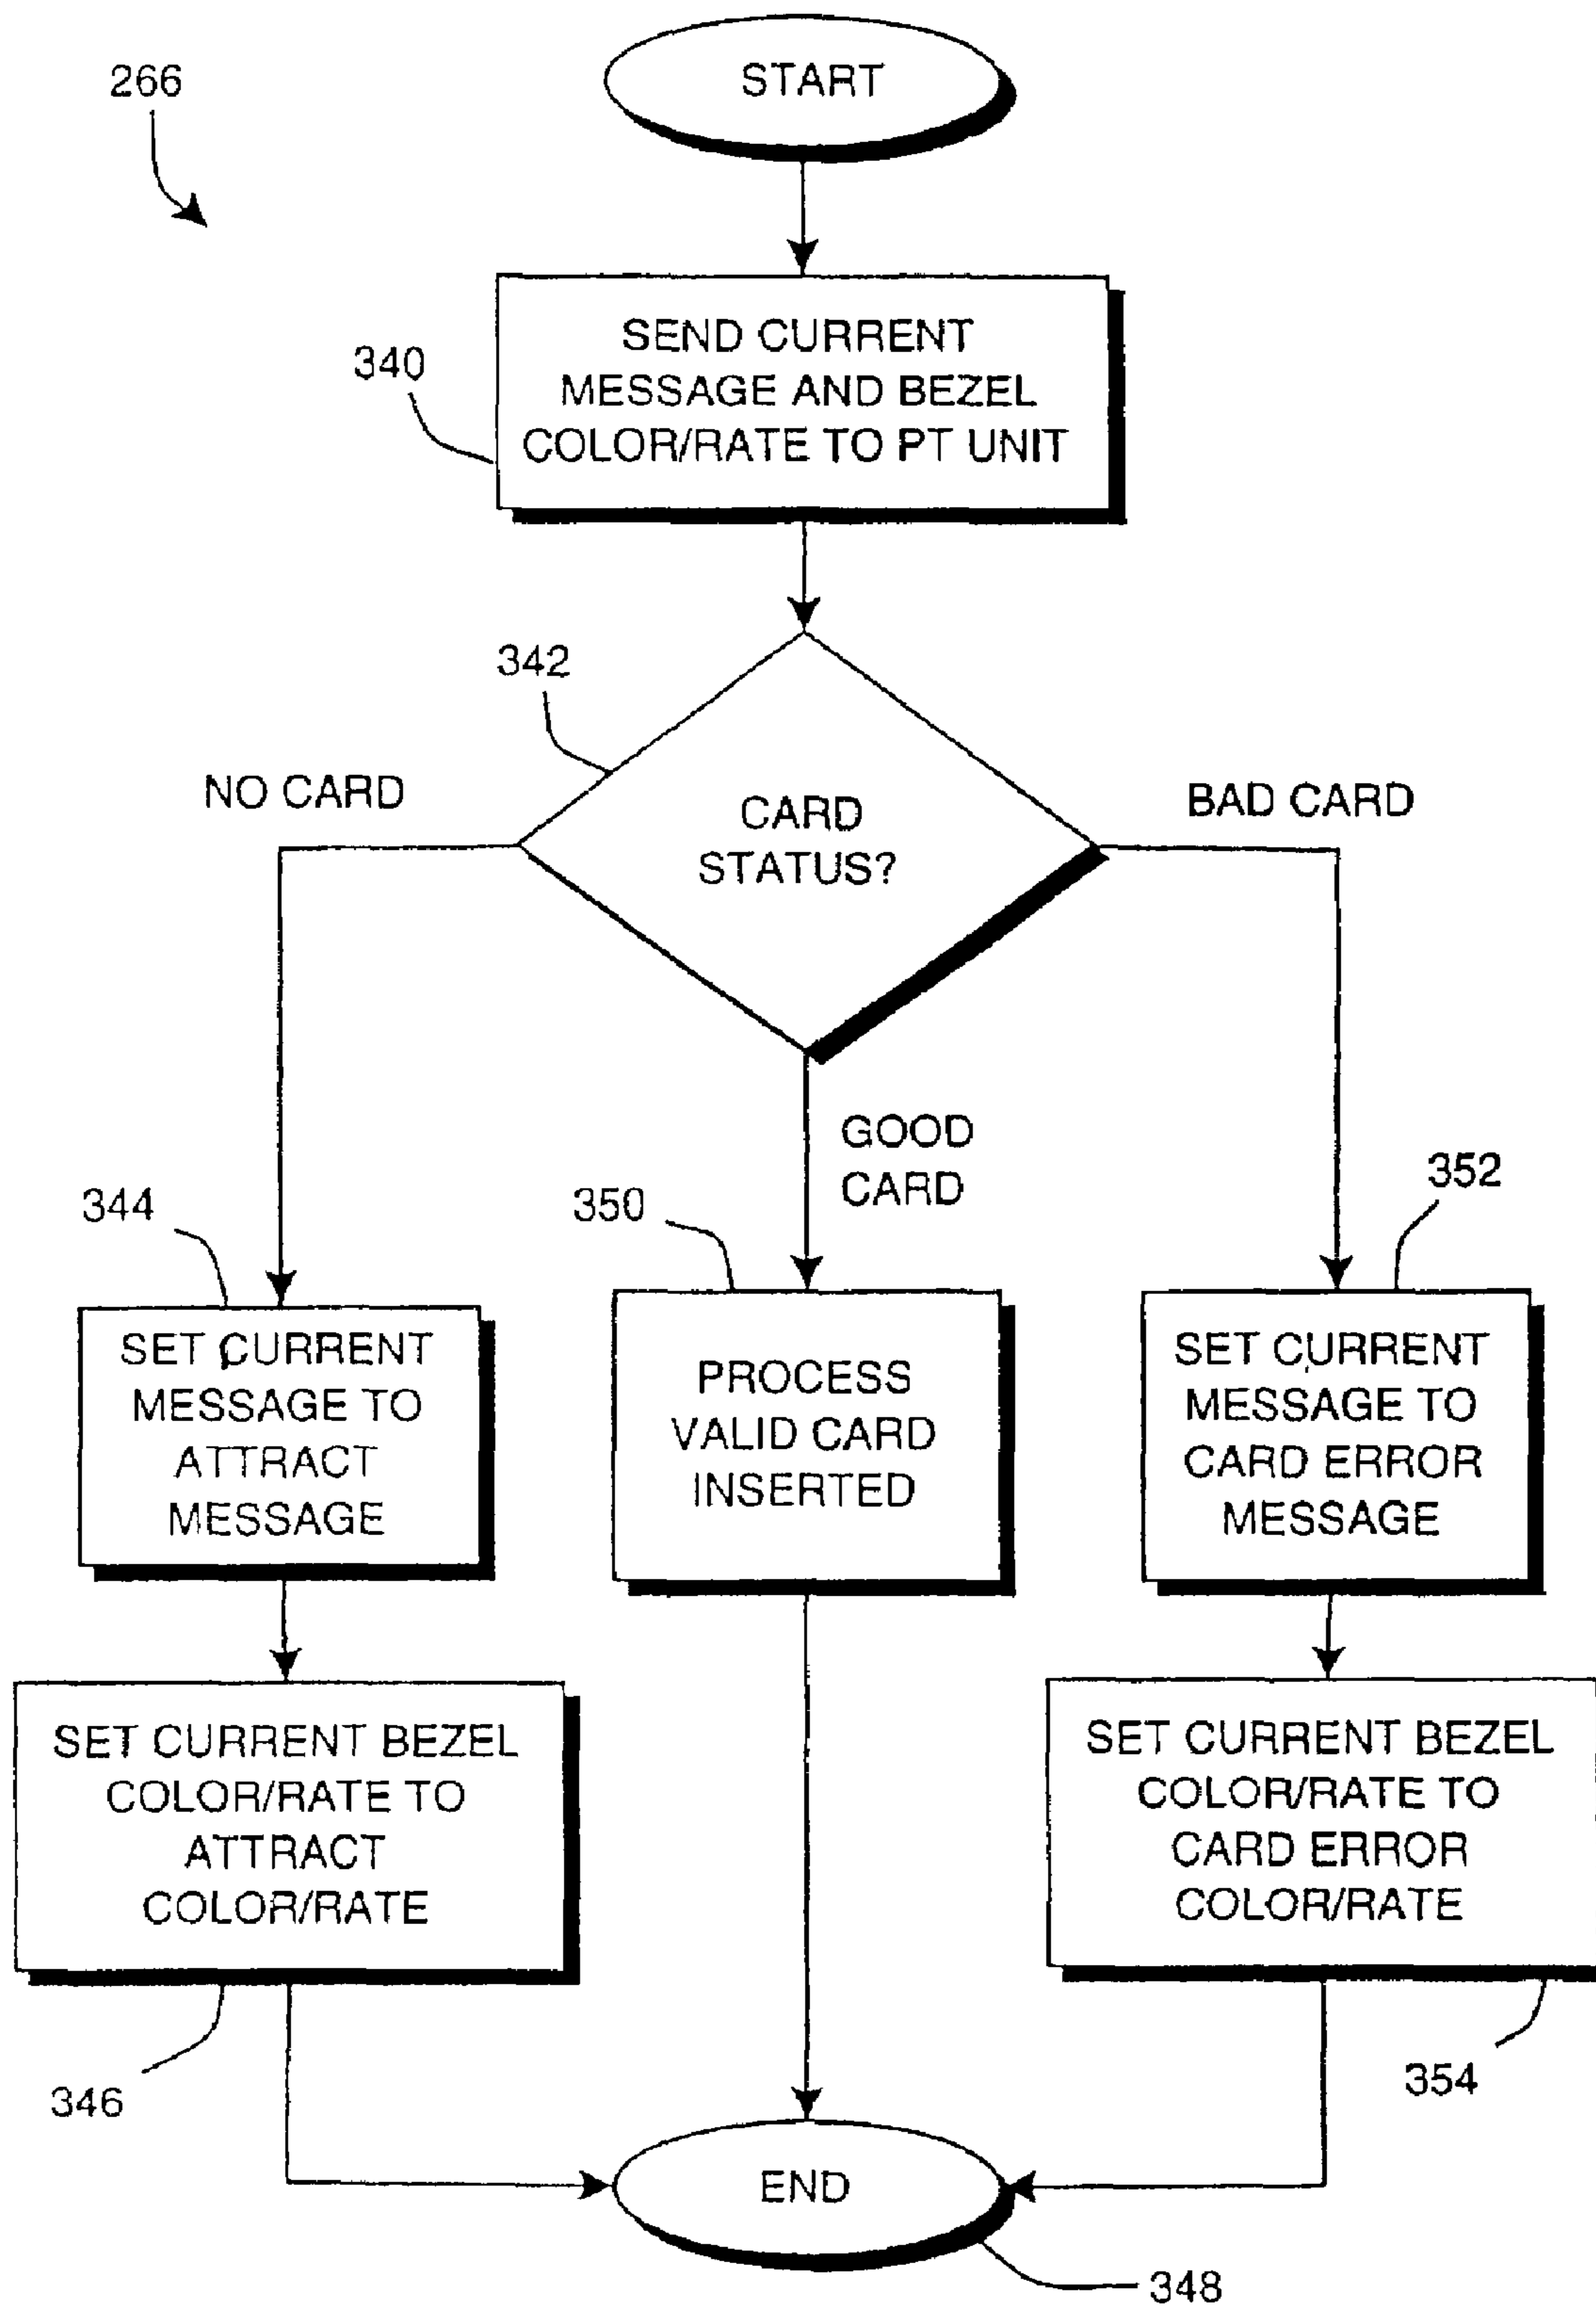 266
START
340
SEND CURRENT
MESSAGE AND BEZEL
COLOR/RATE TO PT UNIT
342
NO CARD
CARD
STATUS?
BAD CARD
GOOD
CARD
344
350
352
SET CURRENT
MESSAGE TO
ATTRACT
MESSAGE
PROCESS
VALID CARD
INSERTED
SET CURRENT
MESSAGE TO
CARD ERROR
MESSAGE
SET CURRENT BEZEL
COLOR/RATE TO
ATTRACT
COLOR/RATE
SET CURRENT BEZEL
COLOR/RATE TO
CARD ERROR
COLOR/RATE
346
354
END
348